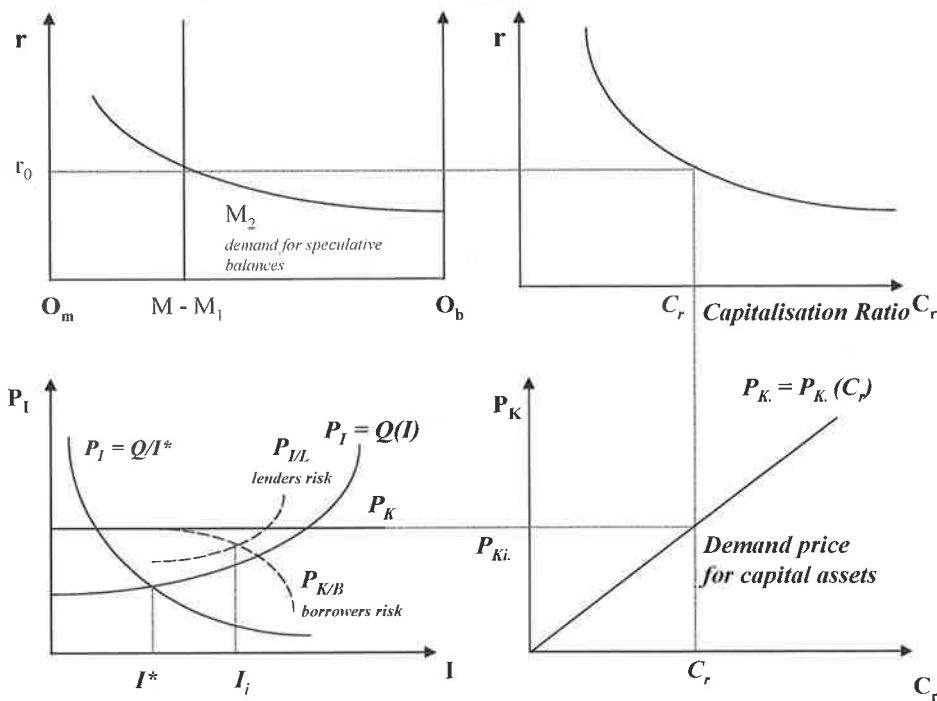 r
r
r₀
M₂
demand for speculative
balances
Oₘ
M - M₁
O_b
C_r
Capitalisation Ratio
C_r
P_I
P_I = Q/I*
P_I/L
lenders risk
P_I = Q(I)
P_K
P_K/B
borrowers risk
I*
I_i
I
P_K
P_K. = P_K. (C_r)
P_Ki.
Demand price
for capital assets
C_r
C_r